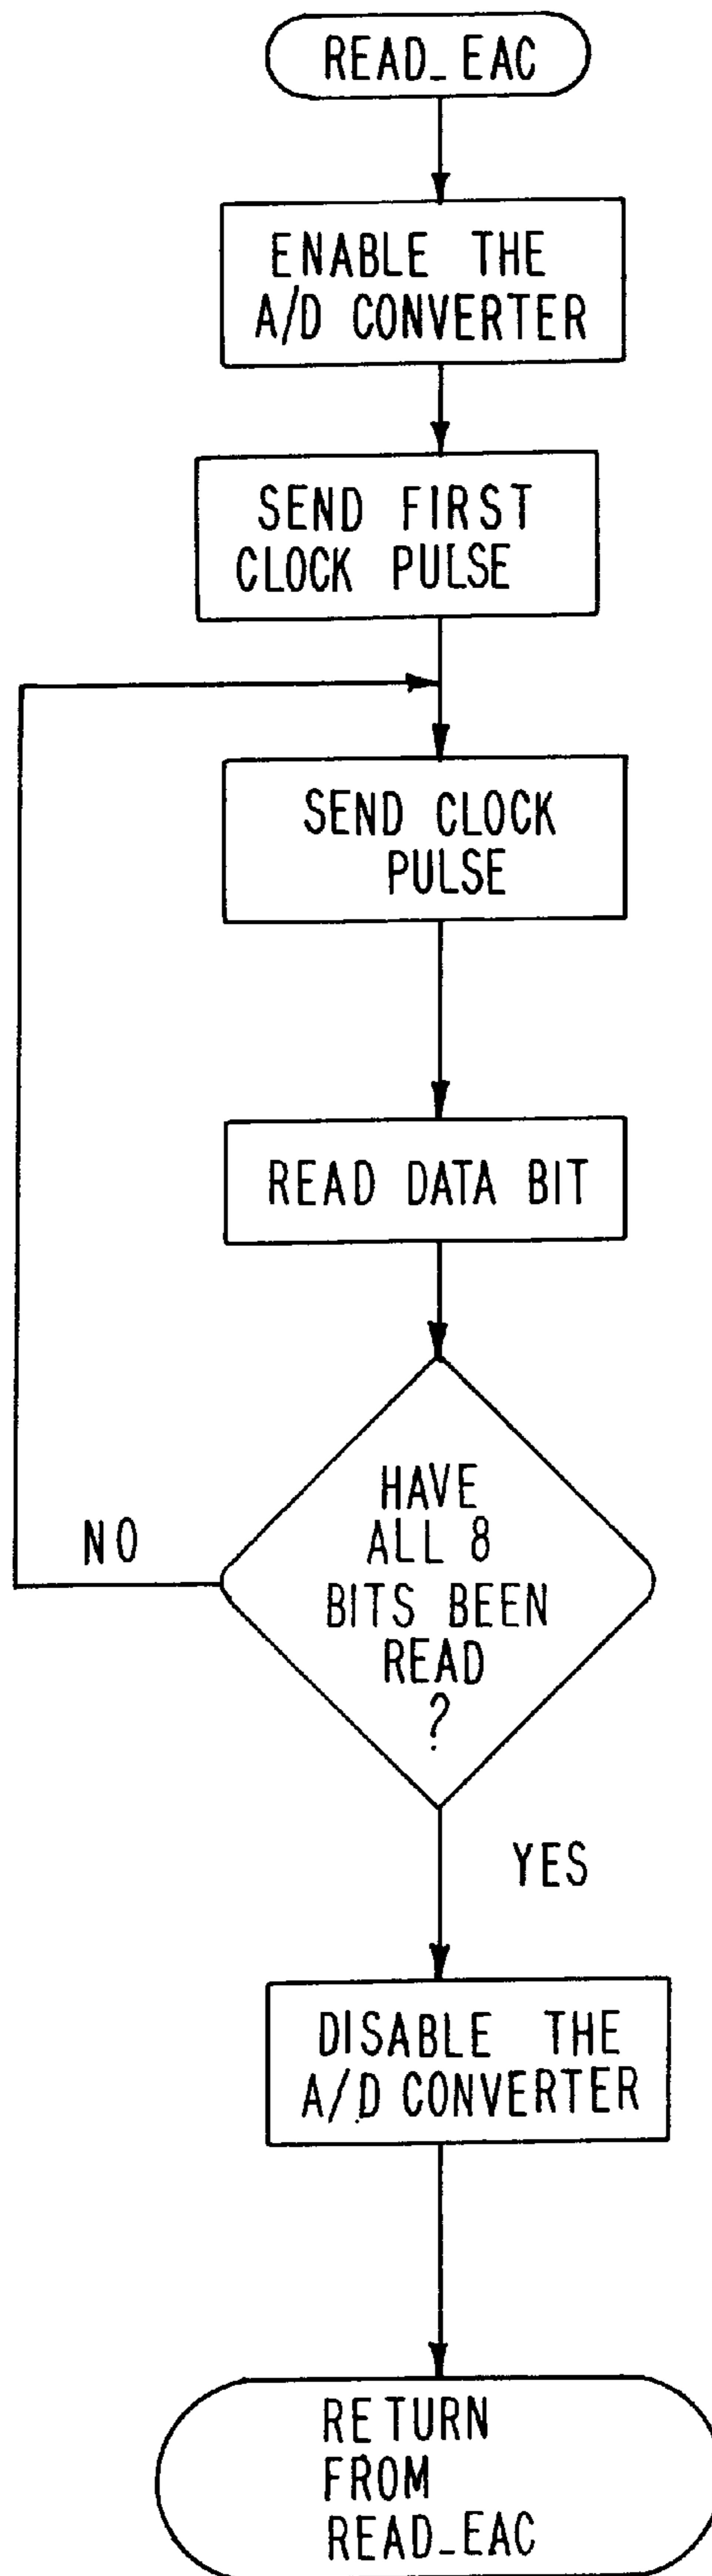 READ_EAC
ENABLE THE
A/D CONVERTER
SEND FIRST
CLOCK PULSE
SEND CLOCK
PULSE
READ DATA BIT
HAVE
ALL 8
BITS BEEN
READ
?
NO
YES
DISABLE THE
A/D CONVERTER
RETURN
FROM
READ_EAC